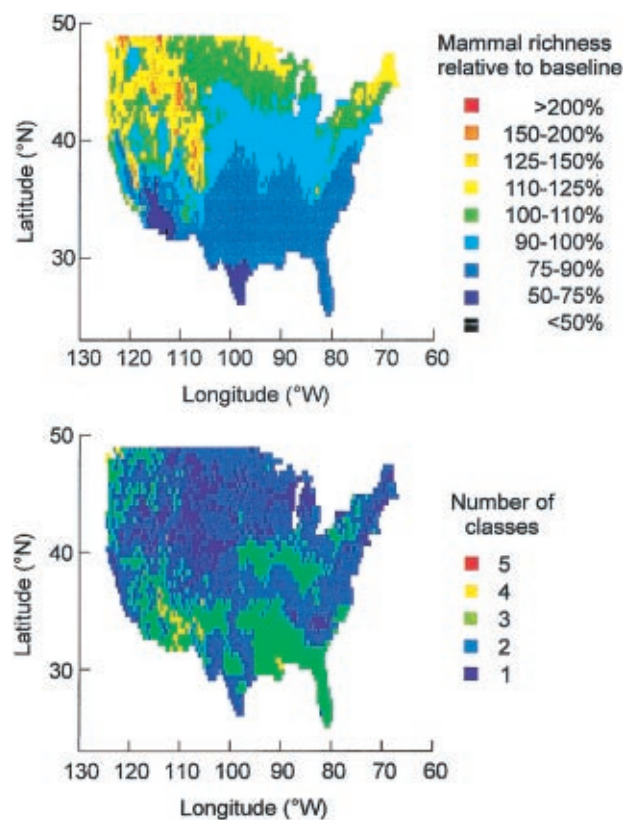 50
40
30
Latitude (°N)
130 120 110 100 90 80 70 60
Longitude (°W)
Mammal richness
relative to baseline
>200%
150-200%
125-150%
110-125%
100-110%
90-100%
75-90%
50-75%
<50%
50
40
30
Latitude (°N)
130 120 110 100 90 80 70 60
Longitude (°W)
Number of
classes
5
4
3
2
1